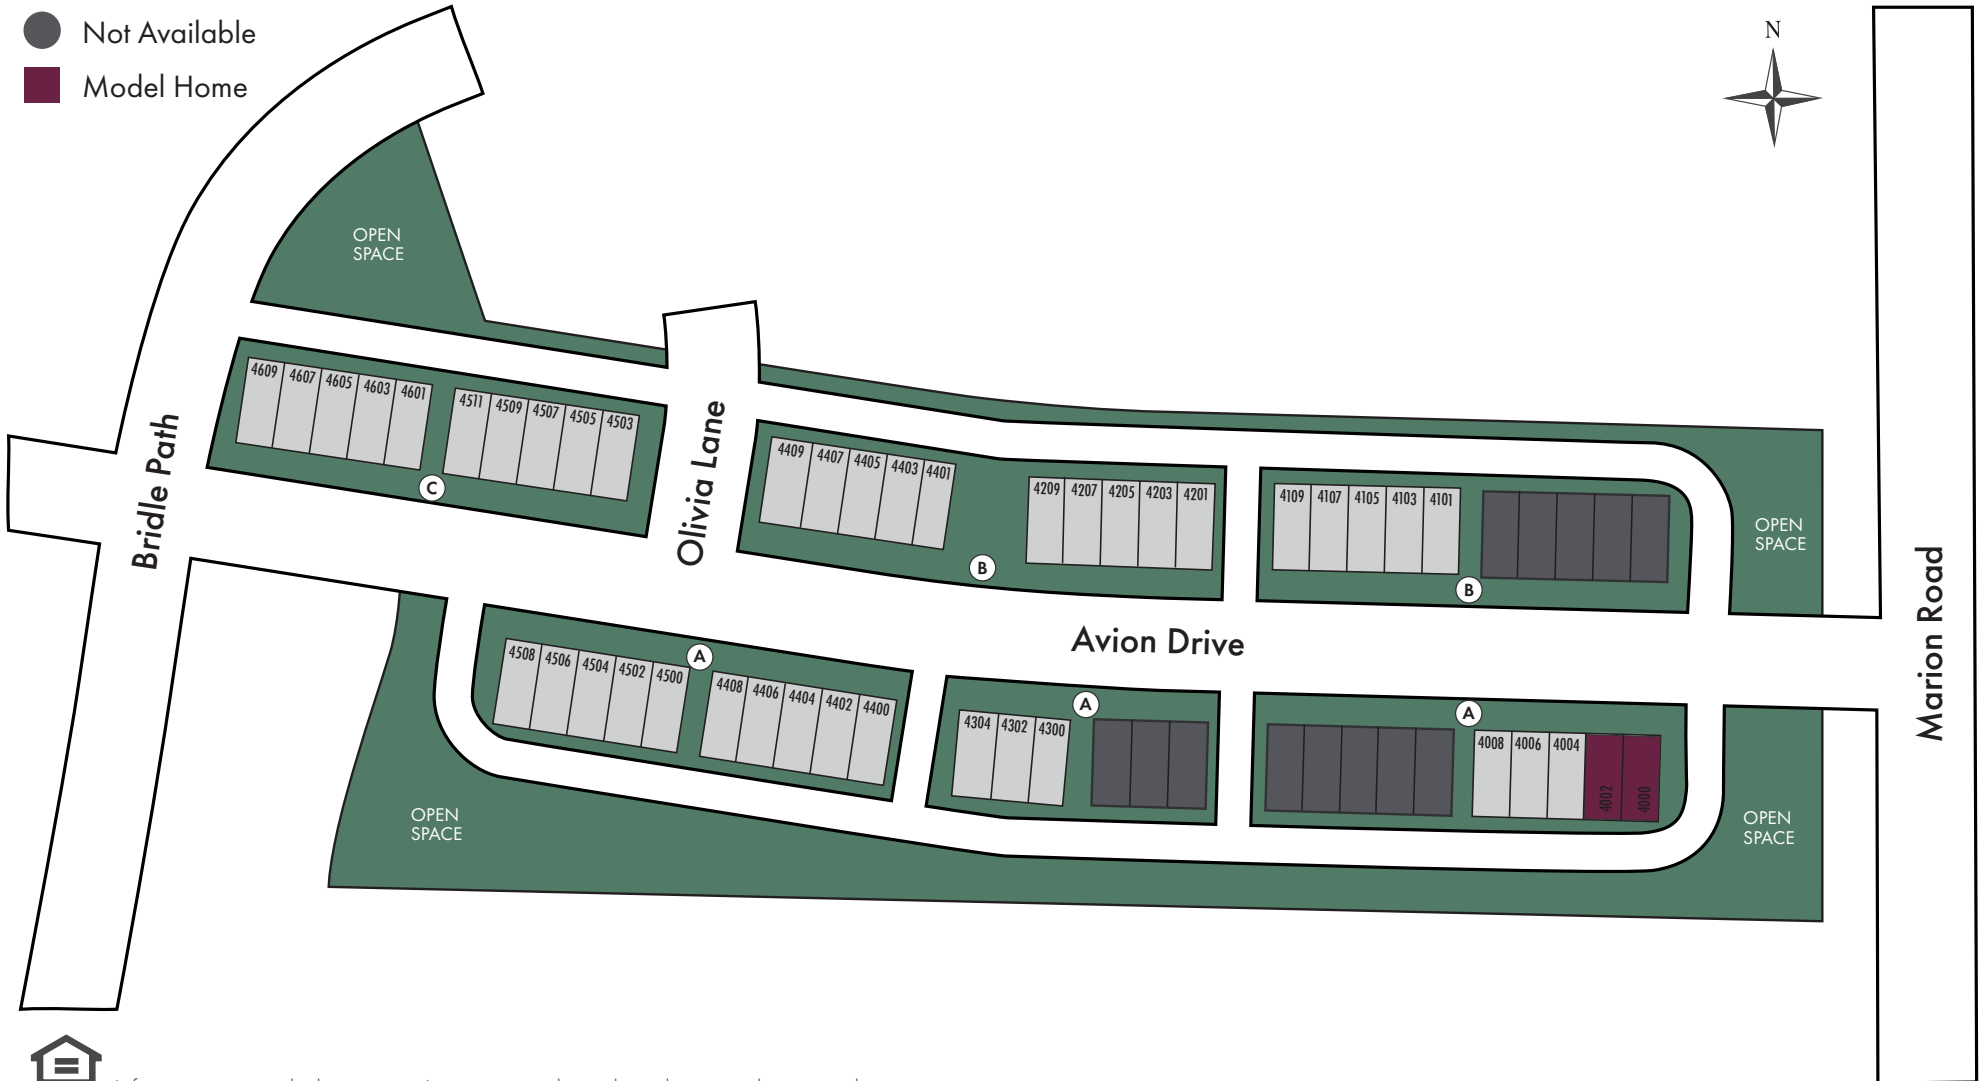 Not Available
Model Home
N
OPEN
SPACE
4609 4607 4605 4603 4601
4511 4509 4507 4505 4503
C
Bridle Path
Olivia Lane
4409 4407 4405 4403 4401
4209 4207 4205 4203 4201
B
4109 4107 4105 4103 4101
B
OPEN
SPACE
Marion Road
Avion Drive
4508 4506 4504 4502 4500
A
4408 4406 4404 4402 4400
4304 4302 4300
A
A
4008 4006 4004 4002 4000
OPEN
SPACE
OPEN
SPACE